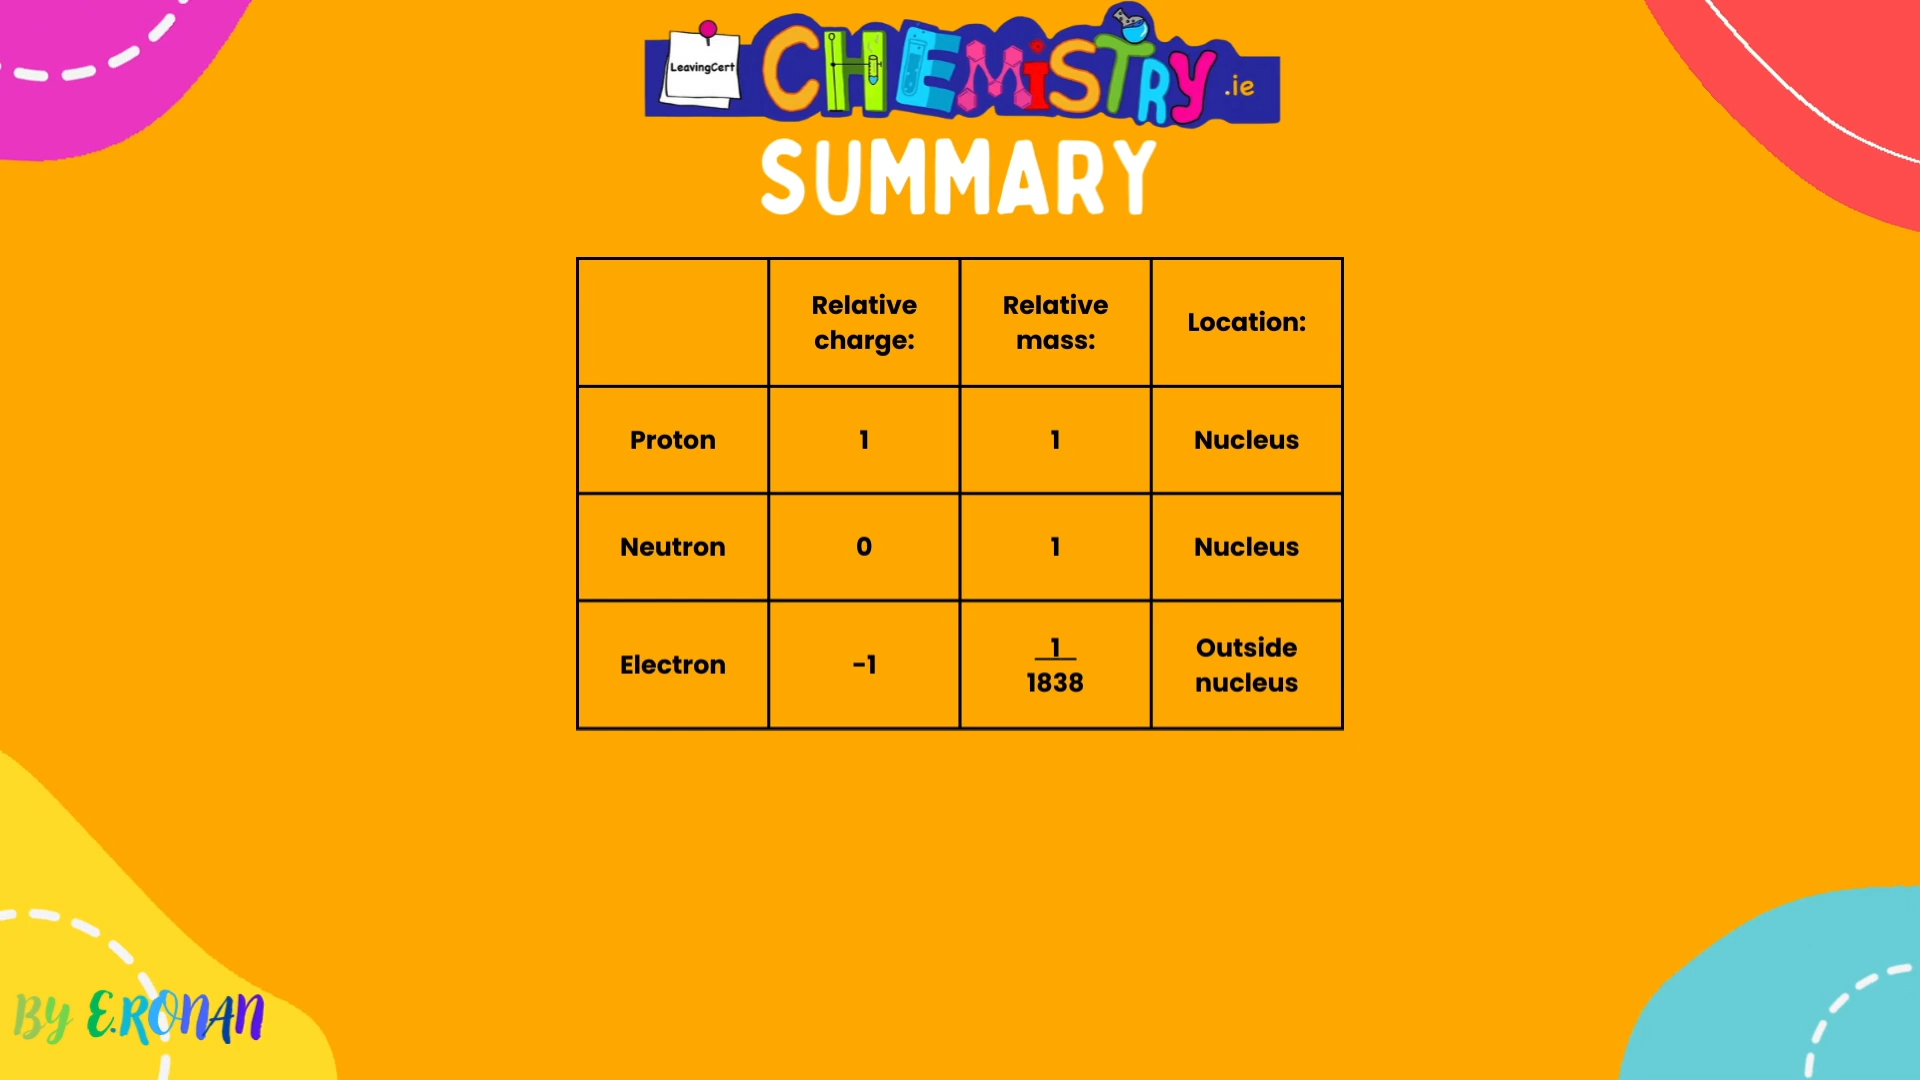 LeavingCert
CHEMiSTRY
.ie
SUMMARY
Relative
charge:
Relative
mass:
Location:
Proton
1
1
Nucleus
Neutron
0
1
Nucleus
Electron
-1
1
1838
Outside
nucleus
By E.RONAN